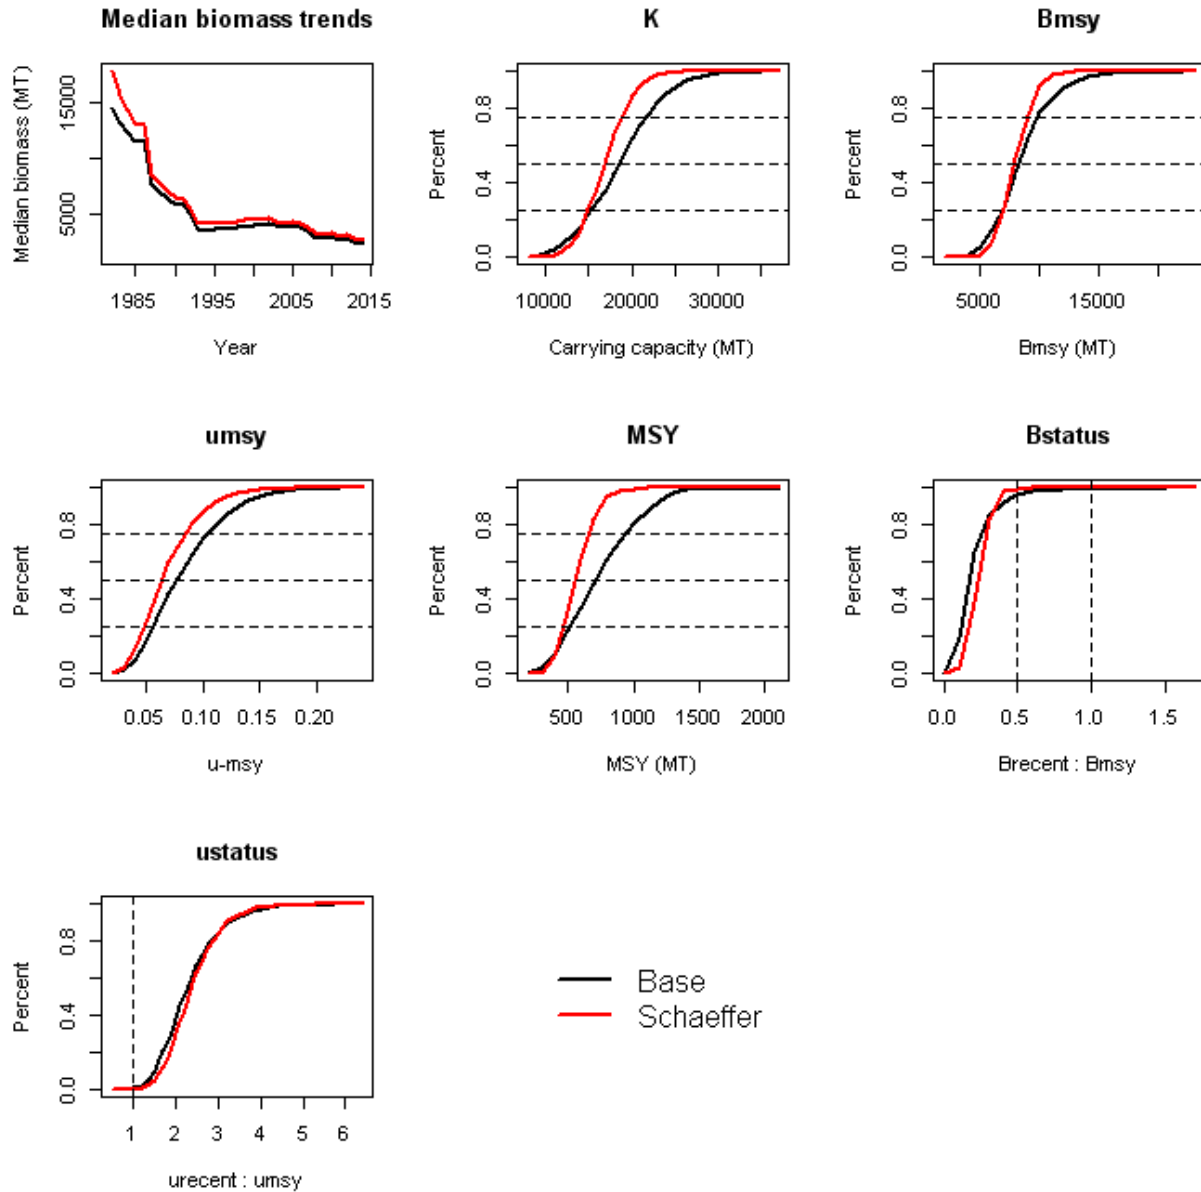 Median biomass trends
Median biomass (MT)
5000
15000
1985 1995 2005 2015
Year
K
Percent
0.0 0.4 0.8
10000 20000 30000
Carrying capacity (MT)
Bmsy
Percent
0.0 0.4 0.8
5000 15000
Bmsy (MT)
umsy
Percent
0.0 0.4 0.8
0.05 0.10 0.15 0.20
u-msy
MSY
Percent
0.0 0.4 0.8
500 1000 1500 2000
MSY (MT)
Bstatus
Percent
0.0 0.4 0.8
0.0 0.5 1.0 1.5
Brecent : Bmsy
ustatus
Percent
0.0 0.4 0.8
1 2 3 4 5 6
urecent : umsy
Base
Schaeffer